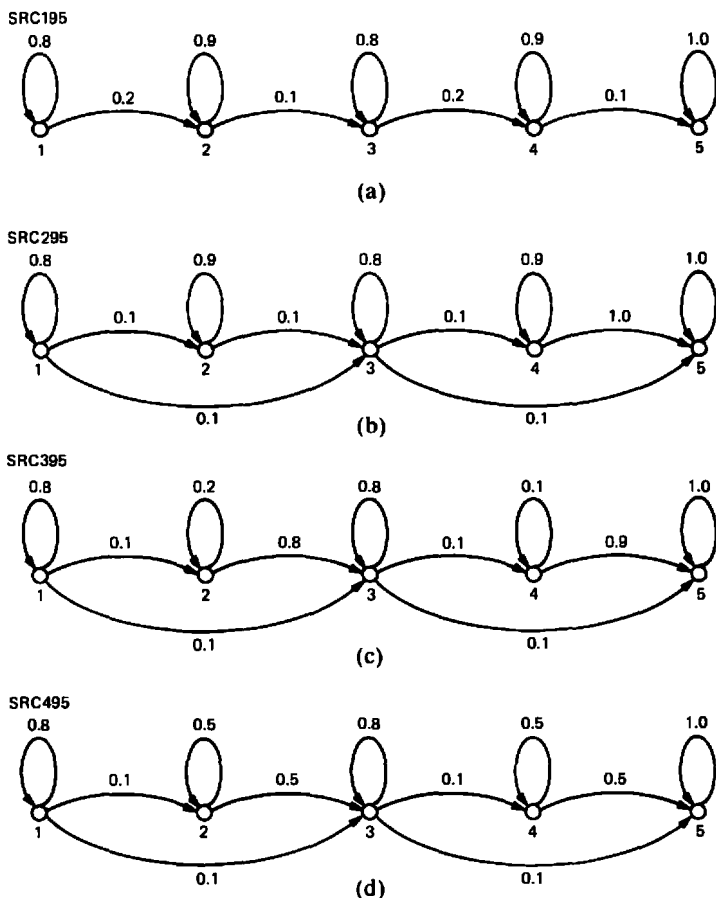 SRC195
0.8 0.9 0.8 0.9 1.0
0.2 0.1 0.2 0.1
1 2 3 4 5
(a)
SRC295
0.8 0.9 0.8 0.9 1.0
0.1 0.1 0.1 1.0
1 2 3 4 5
0.1 0.1
(b)
SRC395
0.8 0.2 0.8 0.1 1.0
0.1 0.8 0.1 0.9
1 2 3 4 5
0.1 0.1
(c)
SRC495
0.8 0.5 0.8 0.5 1.0
0.1 0.5 0.1 0.5
1 2 3 4 5
0.1 0.1
(d)